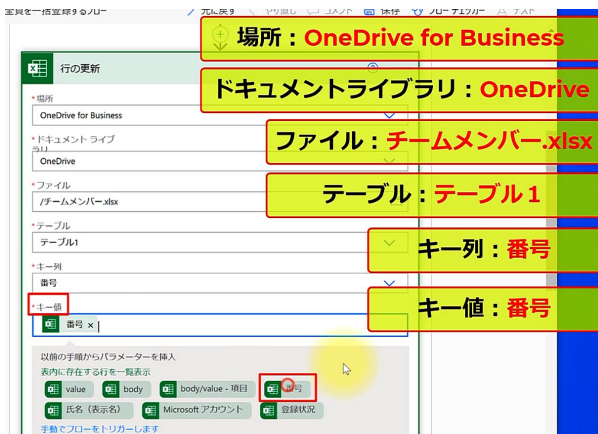 全員を一括登録するフロー
元に戻す
やり直し
コメント
保存
フロー チェッカー
テスト
場所：OneDrive for Business
行の更新
ドキュメントライブラリ：OneDrive
*場所
OneDrive for Business
ファイル：チームメンバー.xlsx
*ドキュメント ライブ
ラリ
OneDrive
*ファイル
/チームメンバー.xlsx
テーブル：テーブル１
*テーブル
テーブル1
キー列：番号
*キー列
番号
キー値：番号
*キー値
番号 ×
以前の手順からパラメーターを挿入
表内に存在する行を一覧表示
value body body/value - 項目 番号
氏名（表示名） Microsoft アカウント 登録状況
手動でフローをトリガーします